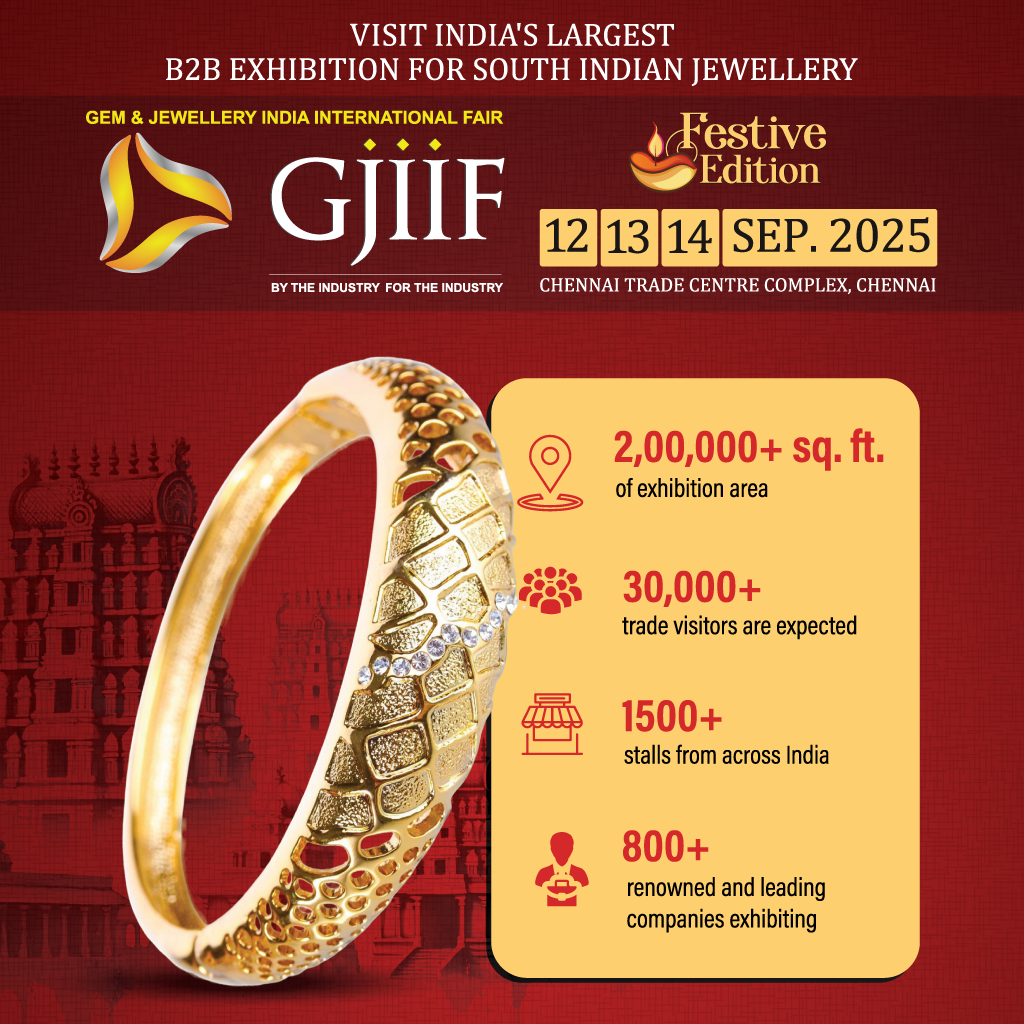 VISIT INDIA'S LARGEST
B2B EXHIBITION FOR SOUTH INDIAN JEWELLERY
GEM & JEWELLERY INDIA INTERNATIONAL FAIR
GJIIF
BY THE INDUSTRY FOR THE INDUSTRY
Festive
Edition
12 13 14 SEP. 2025
CHENNAI TRADE CENTRE COMPLEX, CHENNAI
2,00,000+ sq. ft.
of exhibition area
30,000+
trade visitors are expected
1500+
stalls from across India
800+
renowned and leading
companies exhibiting